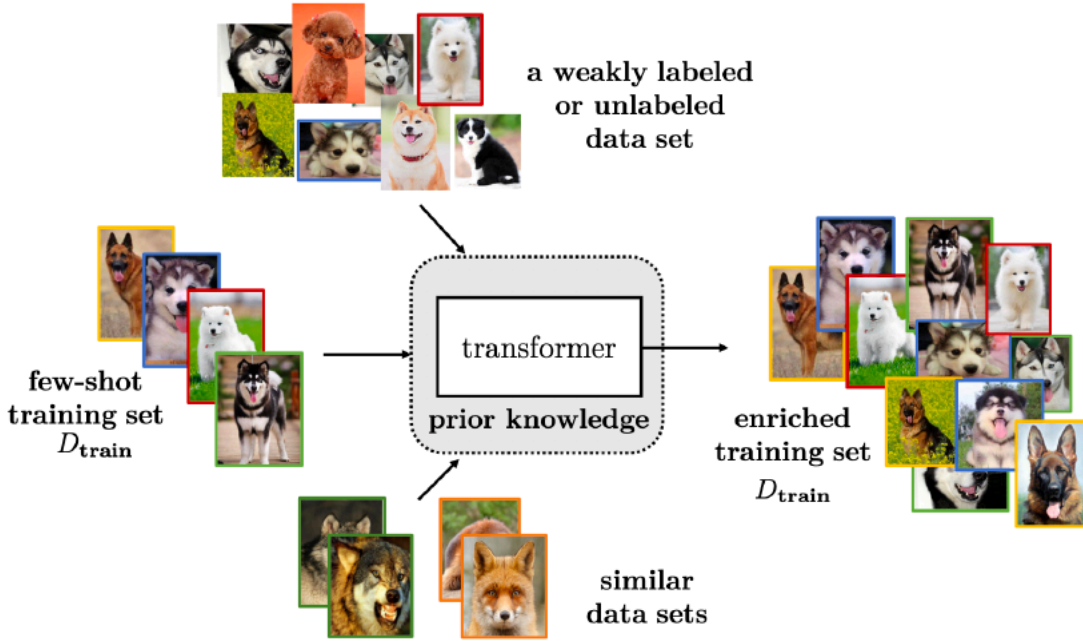 a weakly labeled
or unlabeled
data set
few-shot
training set
D_train
transformer
prior knowledge
enriched
training set
D_train
similar
data sets